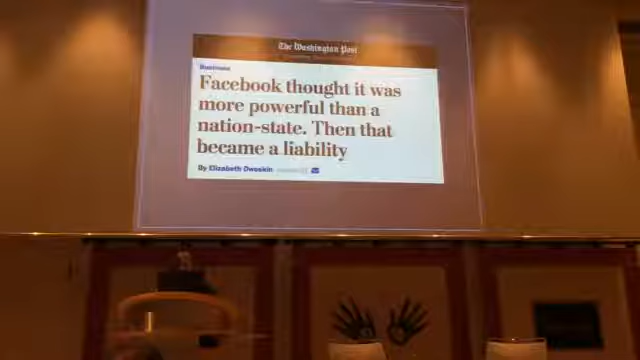 The Washington Post
Business
Facebook thought it was
more powerful than a
nation-state. Then that
became a liability
By Elizabeth Dwoskin